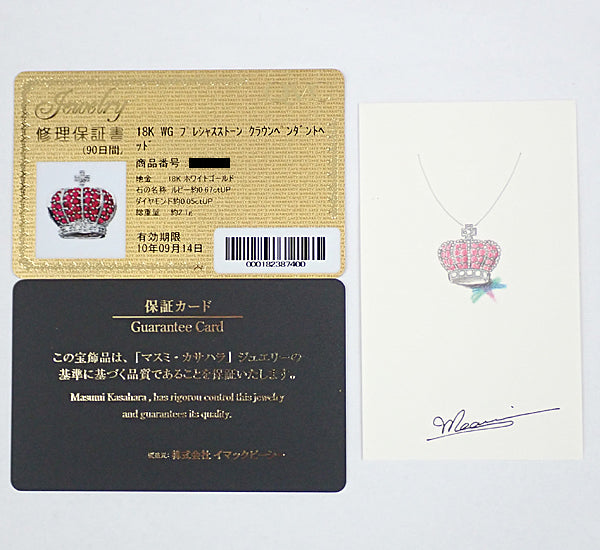 Jewelry
修理保証書
(90日間)
18K WG プレシャスストーン クラウンペンダントヘ
ッド
商品番号
地金 18K ホワイトゴールド
石の名称 ルビー約0.67ctUP
ダイヤモンド約0.05ctUP
総重量 約2.1g
有効期限
10年09月14日
000182387400
保証カード
Guarantee Card
この宝飾品は、「マスミ・カサハラ」ジュエリーの
基準に基づく品質であることを保証いたします。
Masumi Kasahara , has rigorou control this jewelry
and guarantees its quality.
販売元: 株式会社 イマックビーシー